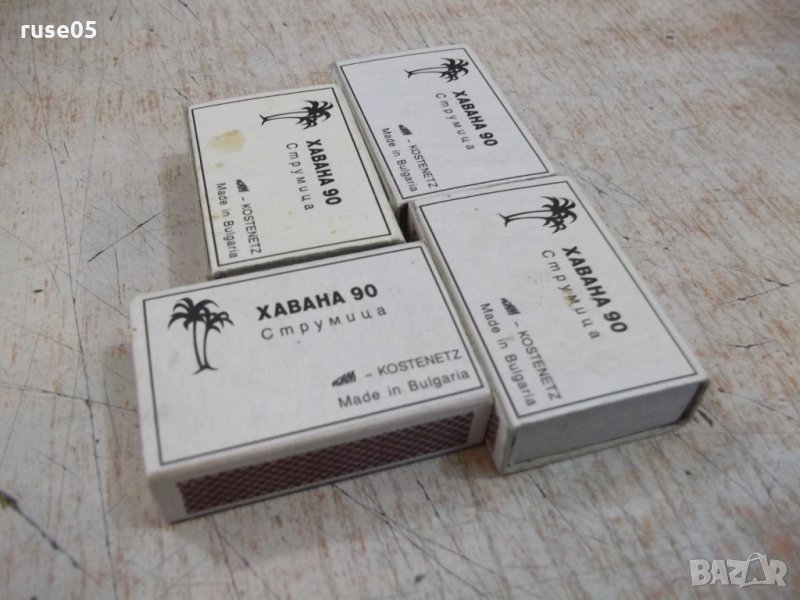 ruse05
ХАВАНА 90
Струмица
- KOSTENETZ
Made in Bulgaria
ХАВАНА 90
Струмица
- KOSTENETZ
Made in Bulgaria
ХАВАНА 90
Струмица
- KOSTENETZ
Made in Bulgaria
ХАВАНА 90
Струмица
- KOSTENETZ
Made in Bulgaria
BAZAR